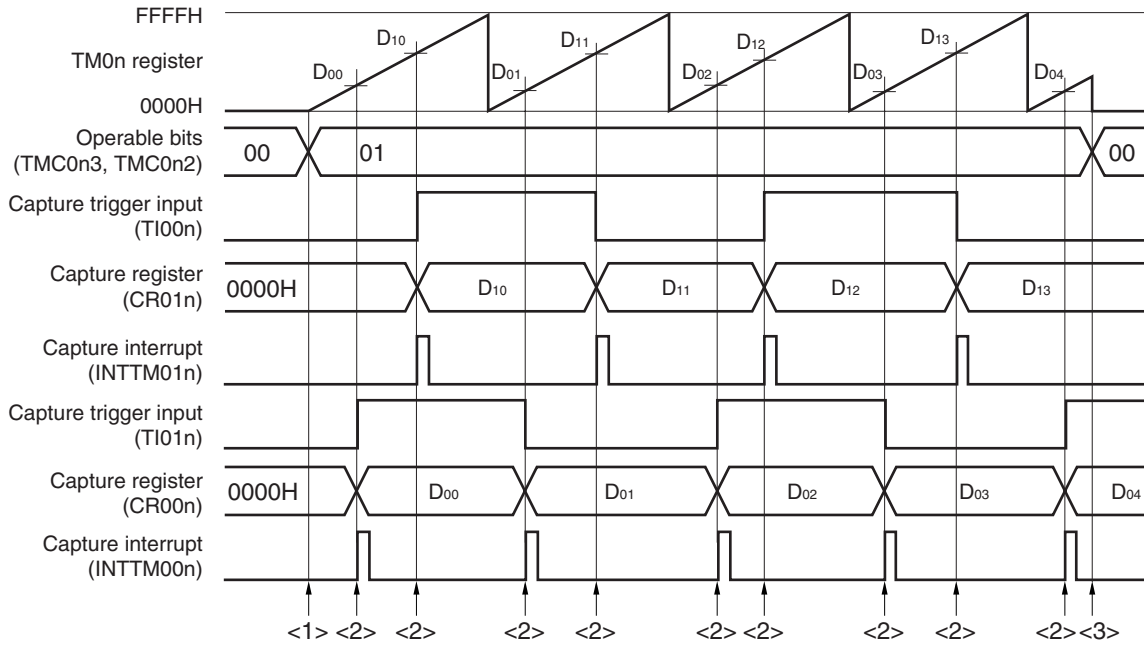 FFFFH
TM0n register
0000H
D10
D11
D12
D13
D00
D01
D02
D03
D04
Operable bits
(TMC0n3, TMC0n2)
00
01
00
Capture trigger input
(TI00n)
Capture register
(CR01n)
0000H
D10
D11
D12
D13
Capture interrupt
(INTTM01n)
Capture trigger input
(TI01n)
Capture register
(CR00n)
0000H
D00
D01
D02
D03
D04
Capture interrupt
(INTTM00n)
<1> <2> <2> <2> <2> <2> <2> <2> <2> <2> <3>